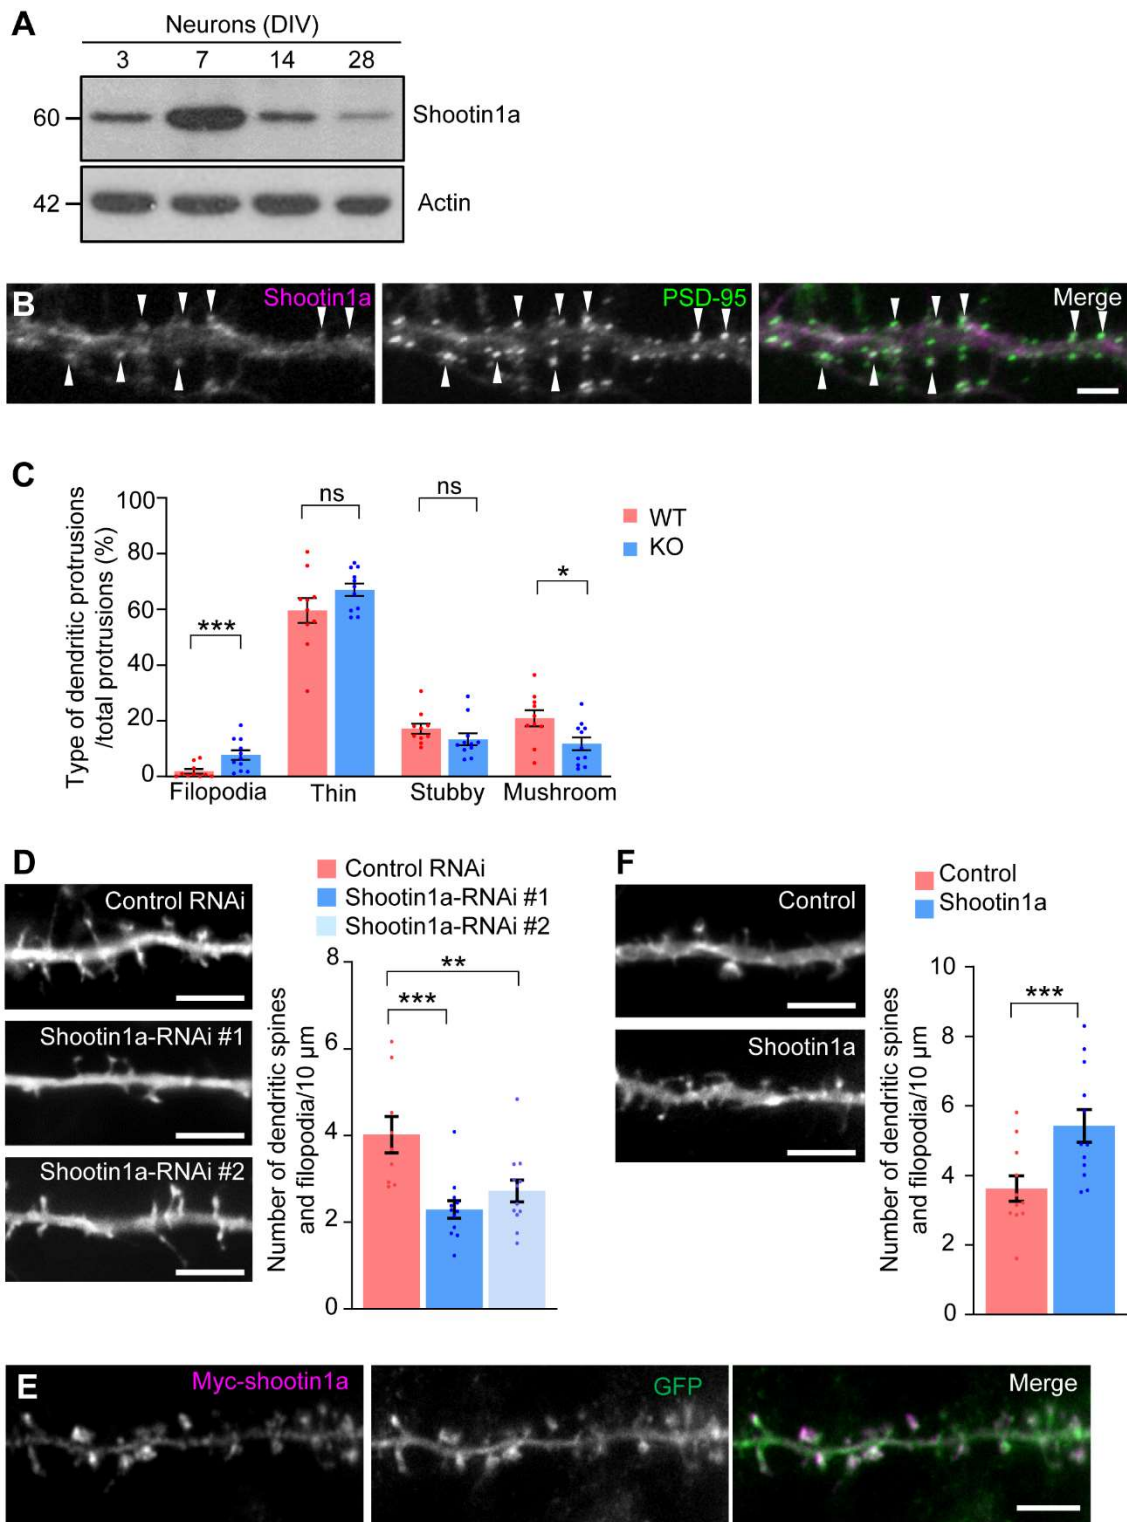 A
Neurons (DIV)
3 7 14 28
60
Shootin1a
42
Actin
B
Shootin1a
PSD-95
Merge
C
Type of dendritic protrusions
/total protrusions (%)
100
80
60
40
20
0
***
ns
ns
*
WT
KO
Filopodia
Thin
Stubby
Mushroom
D
Control RNAi
Shootin1a-RNAi #1
Shootin1a-RNAi #2
Control RNAi
Shootin1a-RNAi #1
Shootin1a-RNAi #2
Number of dendritic spines
and filopodia/10 µm
8
6
4
2
0
**
***
F
Control
Shootin1a
Control
Shootin1a
Number of dendritic spines
and filopodia/10 µm
10
8
6
4
2
0
***
E
Myc-shootin1a
GFP
Merge